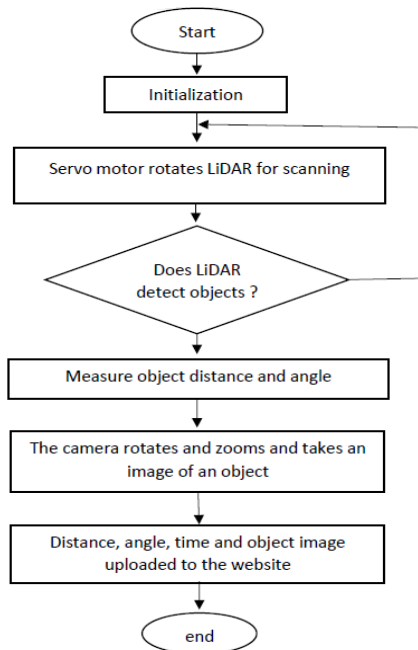 Start
Initialization
Servo motor rotates LiDAR for scanning
Does LiDAR
detect objects ?
Measure object distance and angle
The camera rotates and zooms and takes an
image of an object
Distance, angle, time and object image
uploaded to the website
end